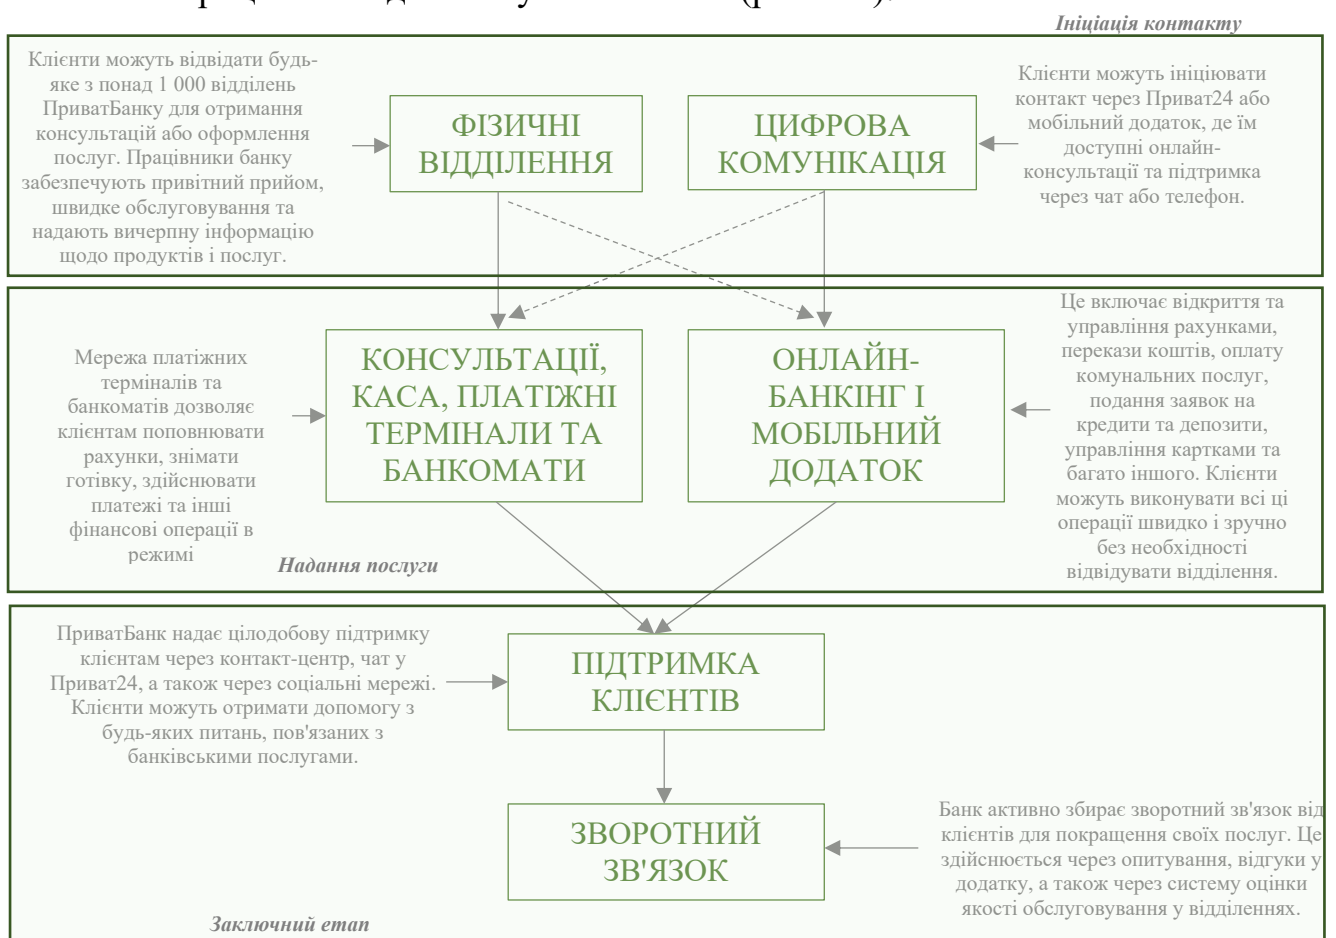 Ініціація контакту
Клієнти можуть відвідати будь-
яке з понад 1 000 відділень
ПриватБанку для отримання
консультацій або оформлення
послуг. Працівники банку
забезпечують привітний прийом,
швидке обслуговування та
надають вичерпну інформацію
щодо продуктів і послуг.
ФІЗИЧНІ
ВІДДІЛЕННЯ
ЦИФРОВА
КОМУНІКАЦІЯ
Клієнти можуть ініціювати
контакт через Приват24 або
мобільний додаток, де їм
доступні онлайн-
консультації та підтримка
через чат або телефон.
Мережа платіжних
терміналів та
банкоматів дозволяє
клієнтам поповнювати
рахунки, знімати
готівку, здійснювати
платежі та інші
фінансові операції в
режимі
КОНСУЛЬТАЦІЇ,
КАСА, ПЛАТІЖНІ
ТЕРМІНАЛИ ТА
БАНКОМАТИ
ОНЛАЙН-
БАНКІНГ І
МОБІЛЬНИЙ
ДОДАТОК
Це включає відкриття та
управління рахунками,
перекази коштів, оплату
комунальних послуг,
подання заявок на
кредити та депозити,
управління картками та
багато іншого. Клієнти
можуть виконувати всі ці
операції швидко і зручно
без необхідності
відвідувати відділення.
Надання послуги
ПриватБанк надає цілодобову підтримку
клієнтам через контакт-центр, чат у
Приват24, а також через соціальні мережі.
Клієнти можуть отримати допомогу з
будь-яких питань, пов'язаних з
банківськими послугами.
ПІДТРИМКА
КЛІЄНТІВ
ЗВОРОТНИЙ
ЗВ'ЯЗОК
Банк активно збирає зворотний зв'язок від
клієнтів для покращення своїх послуг. Це
здійснюється через опитування, відгуки у
додатку, а також через систему оцінки
якості обслуговування у відділеннях.
Заключний етап